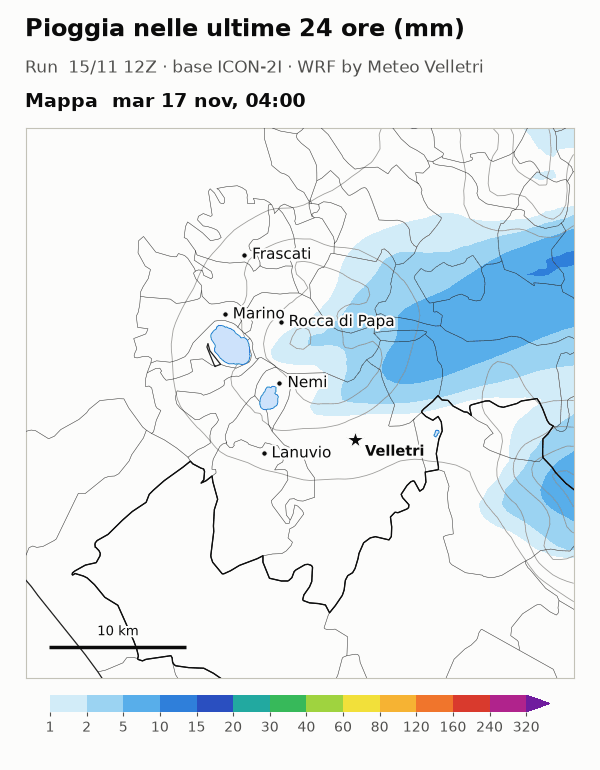 Pioggia nelle ultime 24 ore (mm)
Run  15/11 12Z · base ICON-2I · WRF by Meteo Velletri
Mappa  mar 17 nov, 04:00
Frascati
Marino
Rocca di Papa
Nemi
Velletri
Lanuvio
10 km
1 2 5 10 15 20 30 40 60 80 120 160 240 320